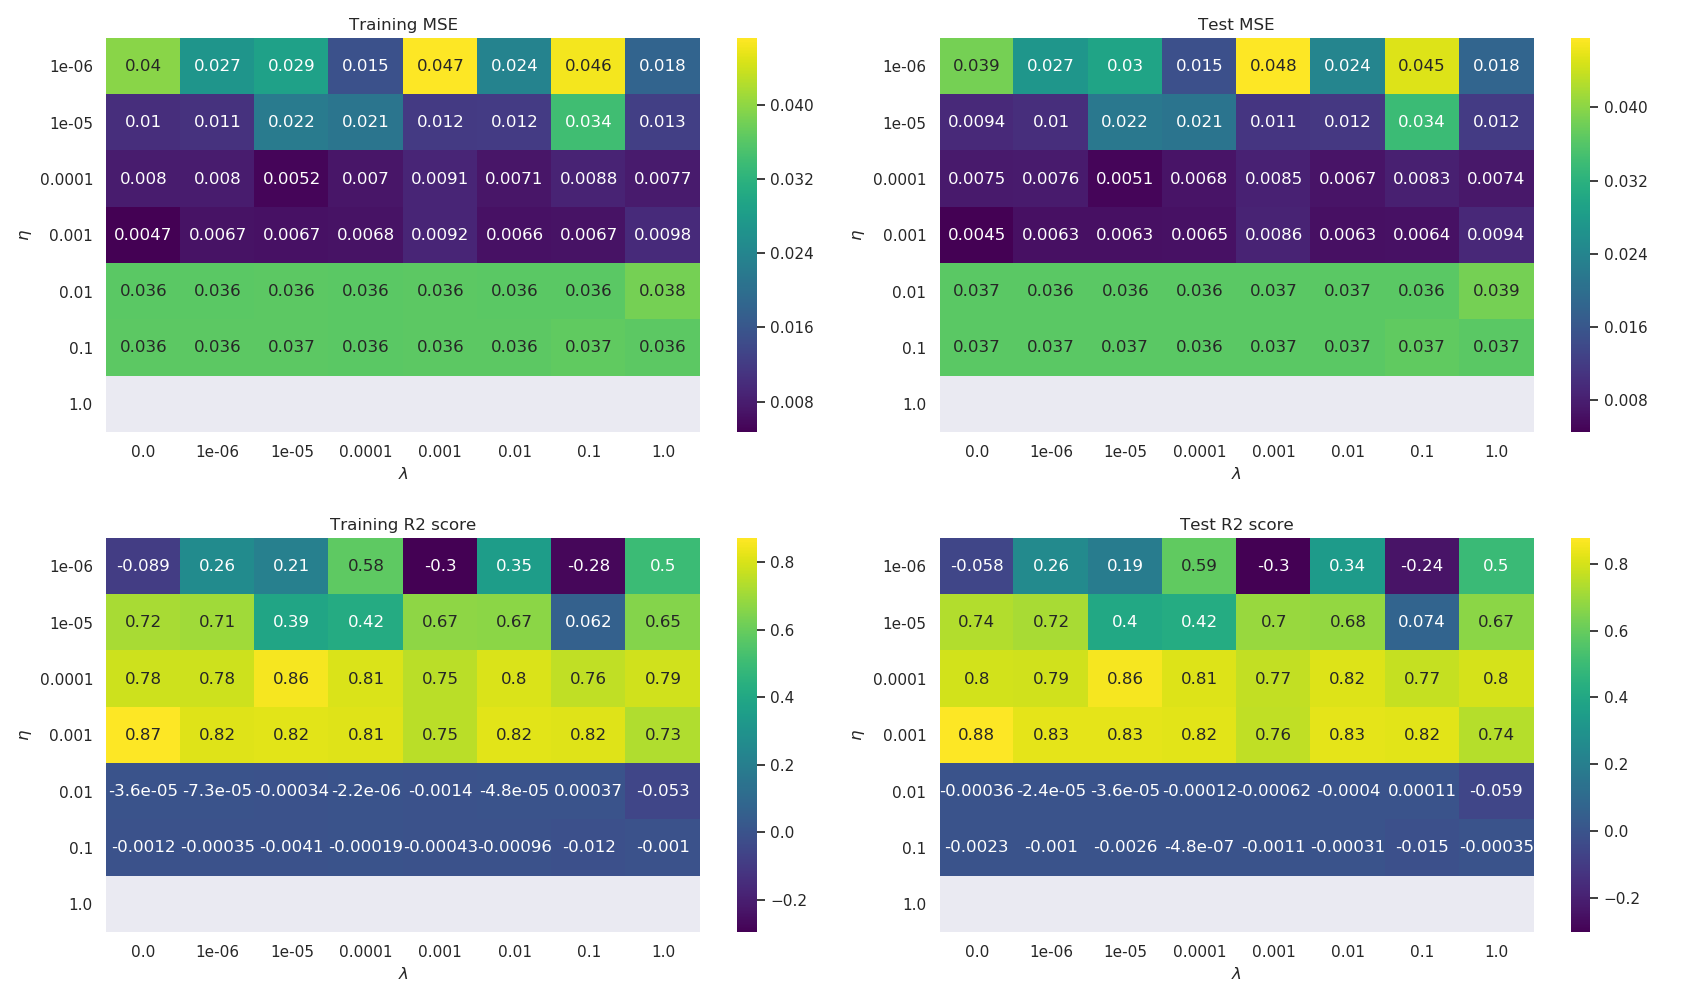 Training MSE
1e-06 0.04 0.027 0.029 0.015 0.047 0.024 0.046 0.018
1e-05 0.01 0.011 0.022 0.021 0.012 0.012 0.034 0.013
0.0001 0.008 0.008 0.0052 0.007 0.0091 0.0071 0.0088 0.0077
η 0.001 0.0047 0.0067 0.0067 0.0068 0.0092 0.0066 0.0067 0.0098
0.01 0.036 0.036 0.036 0.036 0.036 0.036 0.036 0.038
0.1 0.036 0.036 0.037 0.036 0.036 0.036 0.037 0.036
1.0
0.0 1e-06 1e-05 0.0001 0.001 0.01 0.1 1.0
λ
0.040
0.032
0.024
0.016
0.008
Test MSE
1e-06 0.039 0.027 0.03 0.015 0.048 0.024 0.045 0.018
1e-05 0.0094 0.01 0.022 0.021 0.011 0.012 0.034 0.012
0.0001 0.0075 0.0076 0.0051 0.0068 0.0085 0.0067 0.0083 0.0074
η 0.001 0.0045 0.0063 0.0063 0.0065 0.0086 0.0063 0.0064 0.0094
0.01 0.037 0.036 0.036 0.036 0.037 0.037 0.036 0.039
0.1 0.037 0.037 0.037 0.036 0.037 0.037 0.037 0.037
1.0
0.0 1e-06 1e-05 0.0001 0.001 0.01 0.1 1.0
λ
0.040
0.032
0.024
0.016
0.008
Training R2 score
1e-06 -0.089 0.26 0.21 0.58 -0.3 0.35 -0.28 0.5
1e-05 0.72 0.71 0.39 0.42 0.67 0.67 0.062 0.65
0.0001 0.78 0.78 0.86 0.81 0.75 0.8 0.76 0.79
η 0.001 0.87 0.82 0.82 0.81 0.75 0.82 0.82 0.73
0.01 -3.6e-05 -7.3e-05 -0.00034 -2.2e-06 -0.0014 -4.8e-05 0.00037 -0.053
0.1 -0.0012 -0.00035 -0.0041 -0.00019 -0.00043 -0.00096 -0.012 -0.001
1.0
0.0 1e-06 1e-05 0.0001 0.001 0.01 0.1 1.0
λ
0.8
0.6
0.4
0.2
0.0
−0.2
Test R2 score
1e-06 -0.058 0.26 0.19 0.59 -0.3 0.34 -0.24 0.5
1e-05 0.74 0.72 0.4 0.42 0.7 0.68 0.074 0.67
0.0001 0.8 0.79 0.86 0.81 0.77 0.82 0.77 0.8
η 0.001 0.88 0.83 0.83 0.82 0.76 0.83 0.82 0.74
0.01 -0.00036 -2.4e-05 -3.6e-05 -0.00012 -0.00062 -0.0004 0.00011 -0.059
0.1 -0.0023 -0.001 -0.0026 -4.8e-07 -0.0011 -0.00031 -0.015 -0.00035
1.0
0.0 1e-06 1e-05 0.0001 0.001 0.01 0.1 1.0
λ
0.8
0.6
0.4
0.2
0.0
−0.2